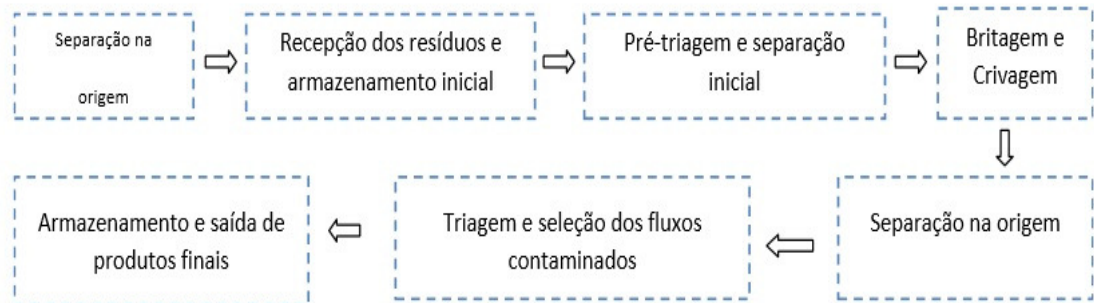 Separação na
origem
Recepção dos resíduos e
armazenamento inicial
Pré-triagem e separação
inicial
Britagem e
Crivagem
Separação na origem
Triagem e seleção dos fluxos
contaminados
Armazenamento e saída de
produtos finais